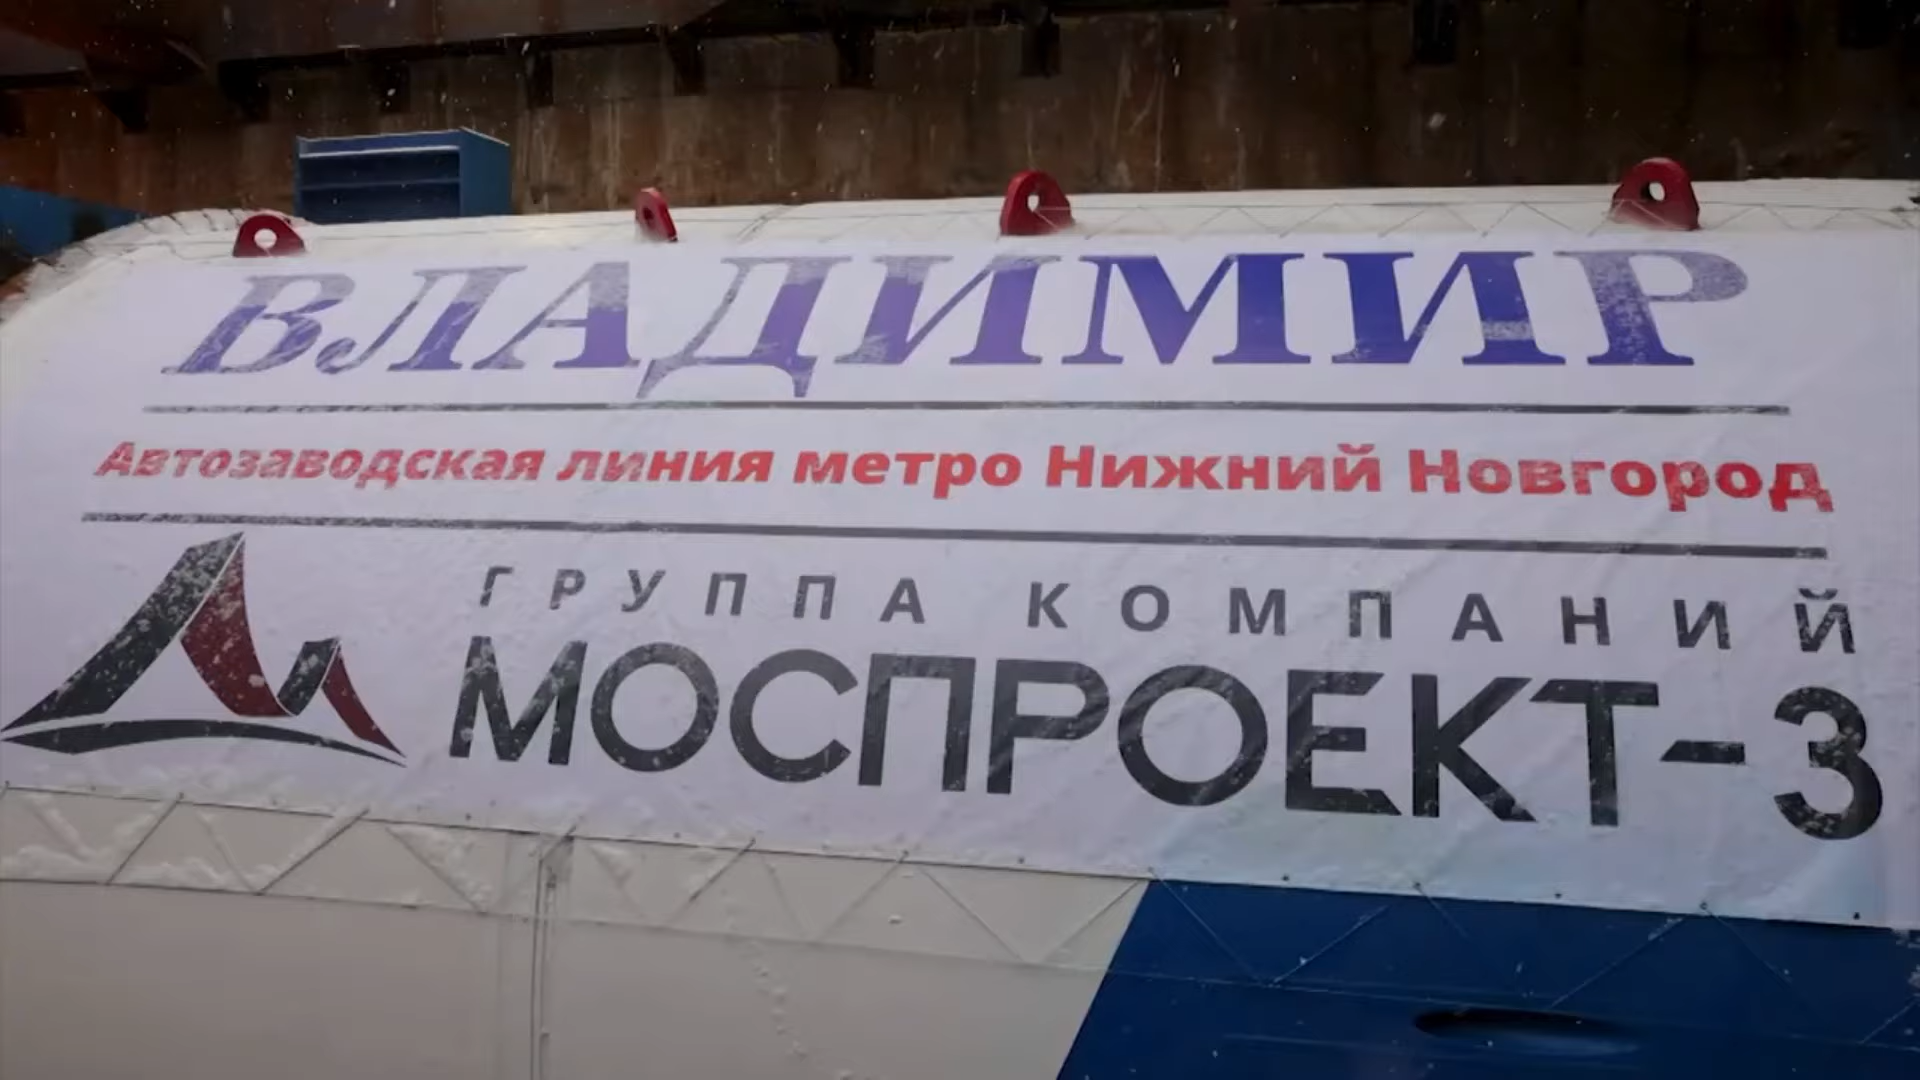 ВЛАДИМИР
Автозаводская линия метро Нижний Новгород
ГРУППА КОМПАНИЙ
МОСПРОЕКТ-3